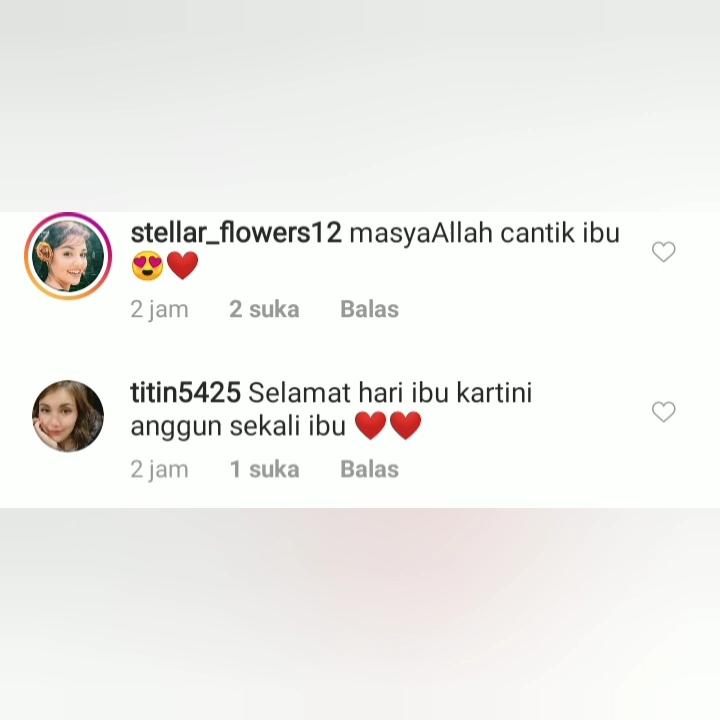 stellar_flowers12 masyaAllah cantik ibu
😍❤️
2 jam 2 suka Balas
titin5425 Selamat hari ibu kartini
anggun sekali ibu ❤️❤️
2 jam 1 suka Balas